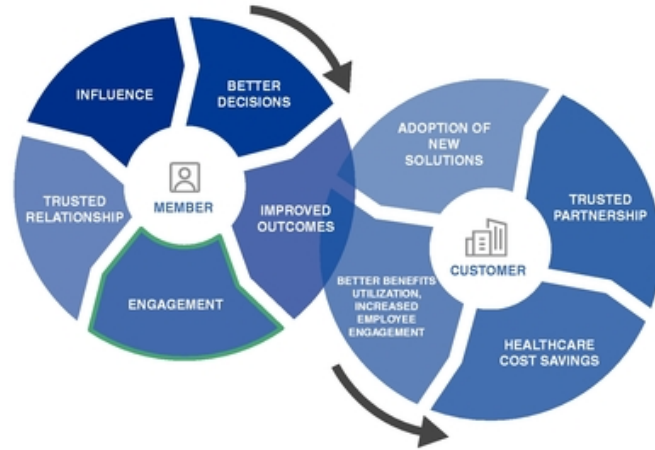 INFLUENCE
BETTER
DECISIONS
TRUSTED
RELATIONSHIP
MEMBER
IMPROVED
OUTCOMES
ENGAGEMENT
ADOPTION OF
NEW
SOLUTIONS
TRUSTED
PARTNERSHIP
CUSTOMER
BETTER BENEFITS
UTILIZATION,
INCREASED
EMPLOYEE
ENGAGEMENT
HEALTHCARE
COST SAVINGS